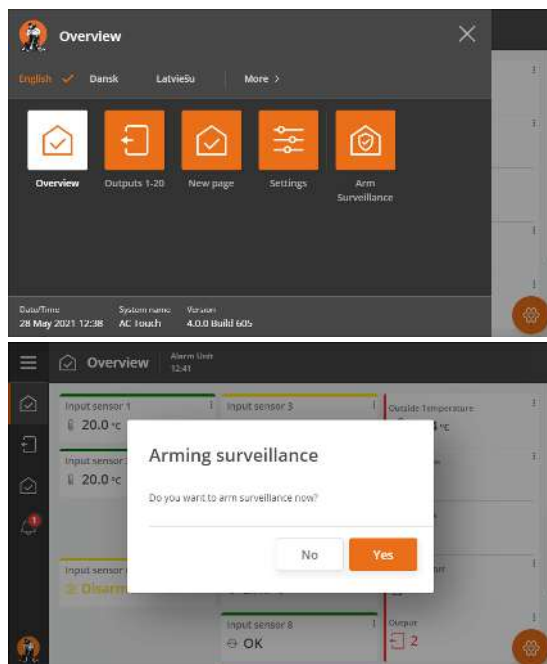 Overview
English Dansk Latviešu More >
Overview Outputs 1-20 New page Settings Arm
Surveillance
Date/Time System name Version
28 May 2021 12:38 AC Touch 4.0.0 Build 605
Overview Alarm Unit
12:41
Input sensor 1 Input sensor 3 Outside Temperature
20.0 °C °C
Input sensor
20.0 °C
Arming surveillance
Do you want to arm surveillance now?
No Yes
1
Input sensor
Disarm
Input sensor 8 Output
OK 2